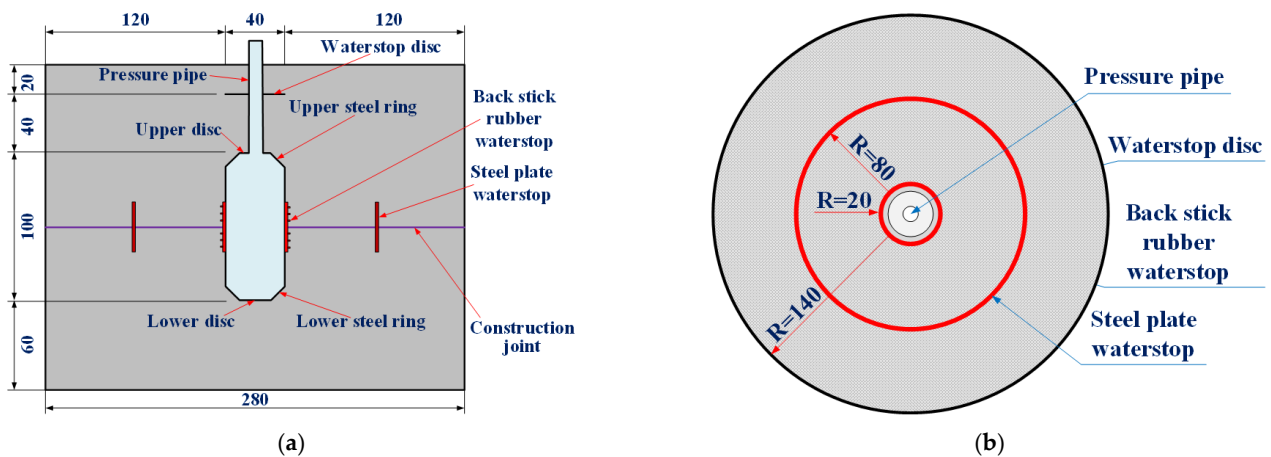 120
40
120
Waterstop disc
Pressure pipe
20
Back stick
rubber
waterstop
Upper steel ring
40
Upper disc
Steel plate
waterstop
100
Lower disc
Lower steel ring
Construction
joint
60
280
(a)
Pressure pipe
Waterstop disc
R=80
R=20
Back stick
rubber
waterstop
R=140
Steel plate
waterstop
(b)